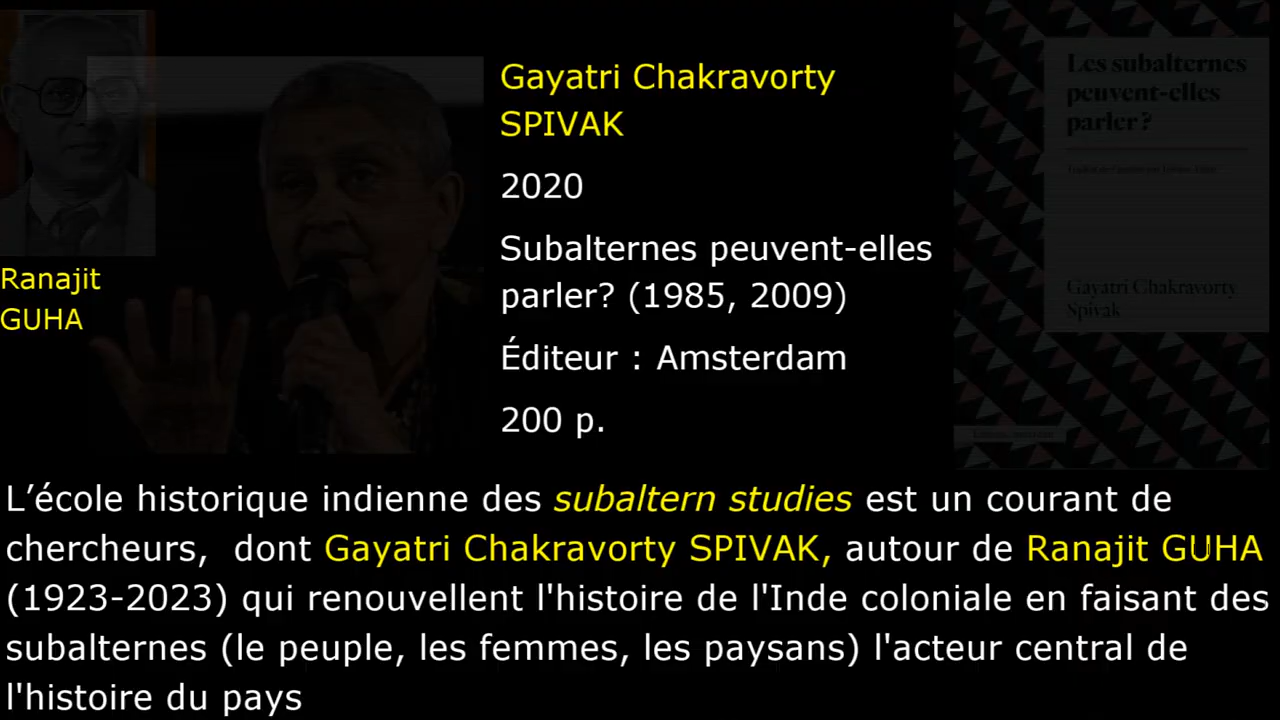 Gayatri Chakravorty
SPIVAK
2020
Subalternes peuvent-elles
parler? (1985, 2009)
Éditeur : Amsterdam
200 p.
Ranajit
GUHA
Les subalternes
peuvent-elles
parler ?
Gayatri Chakravorty
Spivak
L’école historique indienne des subaltern studies est un courant de
chercheurs,  dont Gayatri Chakravorty SPIVAK, autour de Ranajit GUHA
(1923-2023) qui renouvellent l'histoire de l'Inde coloniale en faisant des
subalternes (le peuple, les femmes, les paysans) l'acteur central de
l'histoire du pays